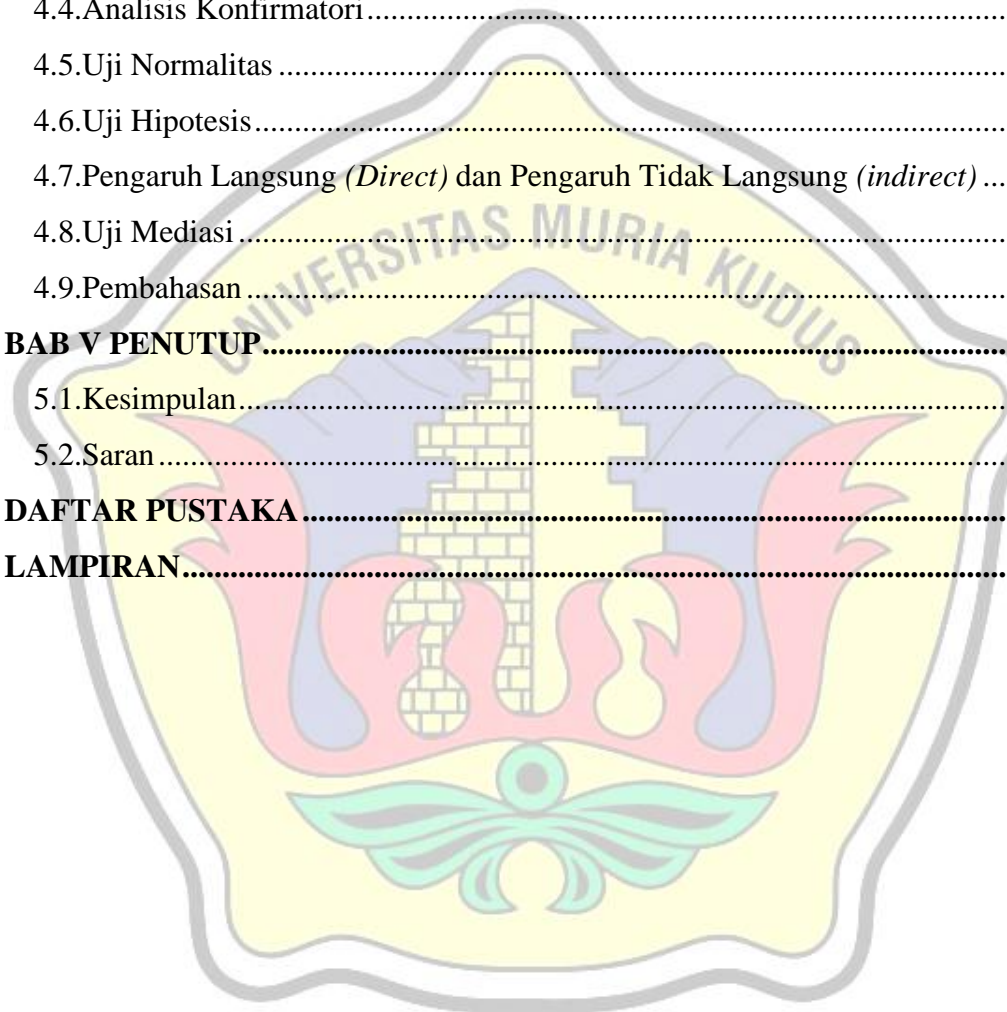 4.4.Analisis Konfirmatori................................................................................
4.5.Uji Normalitas...........................................................................................
4.6.Uji Hipotesis..............................................................................................
4.7.Pengaruh Langsung (Direct) dan Pengaruh Tidak Langsung (indirect)...
4.8.Uji Mediasi................................................................................................
4.9.Pembahasan..............................................................................................
BAB V PENUTUP............................................................................................
5.1.Kesimpulan...............................................................................................
5.2.Saran.........................................................................................................
DAFTAR PUSTAKA.......................................................................................
LAMPIRAN.....................................................................................................
UNIVERSITAS MURIA KUDUS